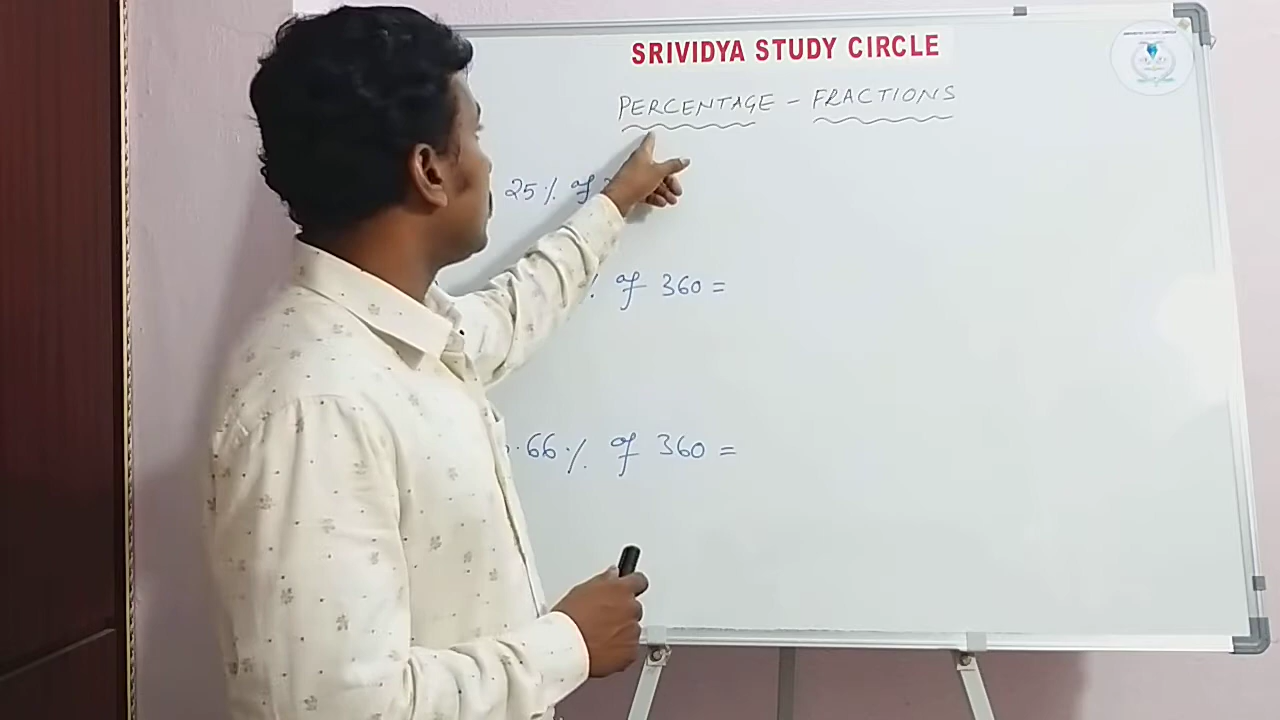 SRIVIDYA STUDY CIRCLE
PERCENTAGE - FRACTIONS
25% of
of 360 =
.66% of 360 =